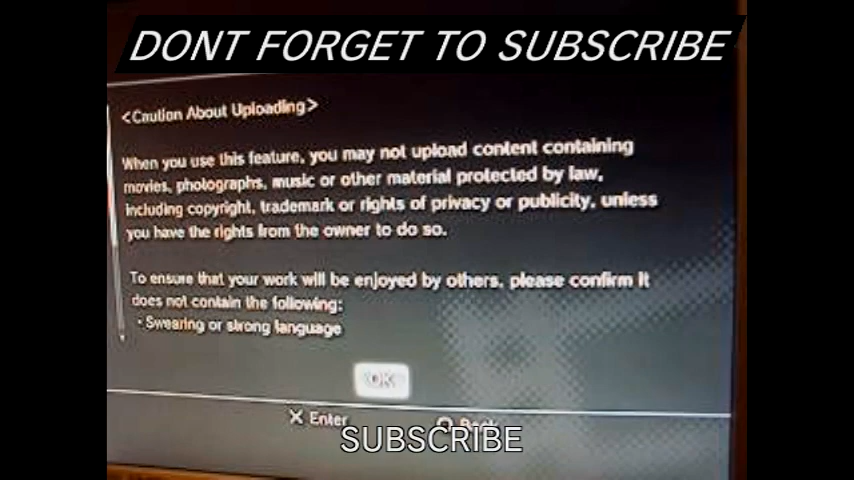 DONT FORGET TO SUBSCRIBE
<Caution About Uploading>
When you use this feature, you may not upload content containing
movies, photographs, music or other material protected by law,
including copyright, trademark or rights of privacy or publicity, unless
you have the rights from the owner to do so.
To ensure that your work will be enjoyed by others, please confirm it
does not contain the following:
・Swearing or strong language
OK
X Enter O Back
SUBSCRIBE